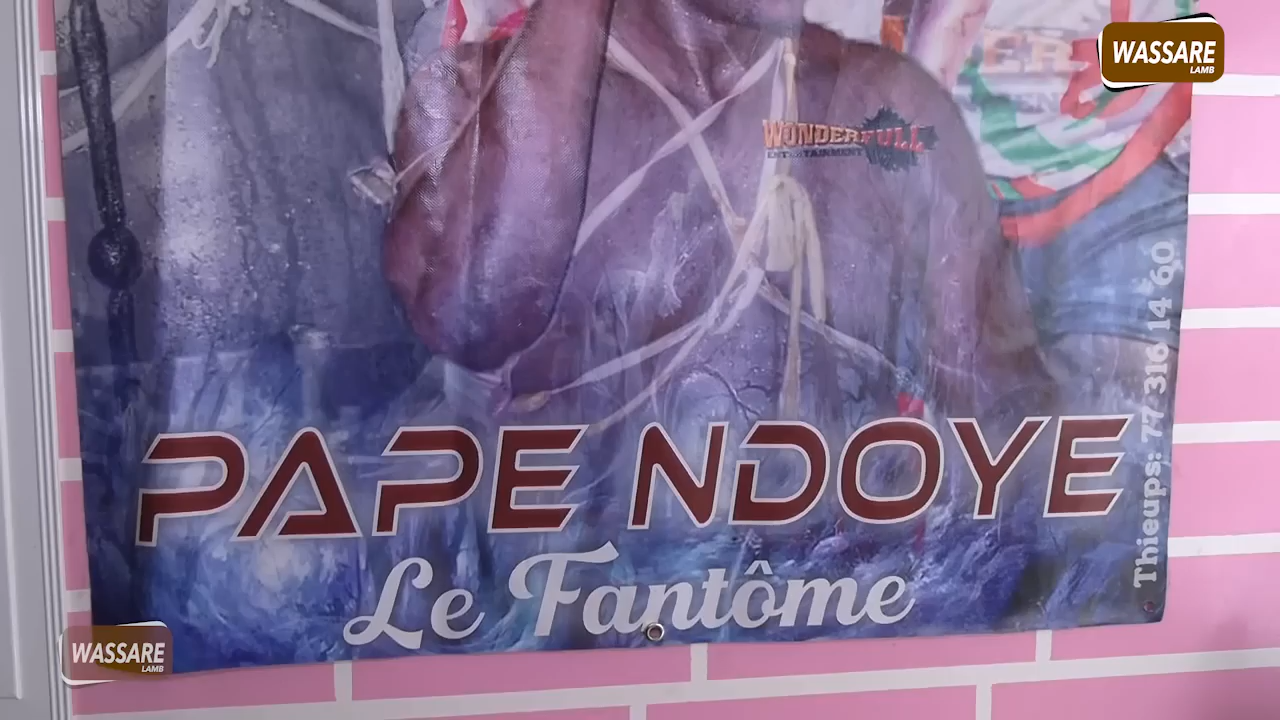 WASSARE
LAMB
WONDERFULL
ENTERTAINMENT
Thieups: 77 316 14 60
PAPE NDOYE
Le Fantôme
WASSARE
LAMB